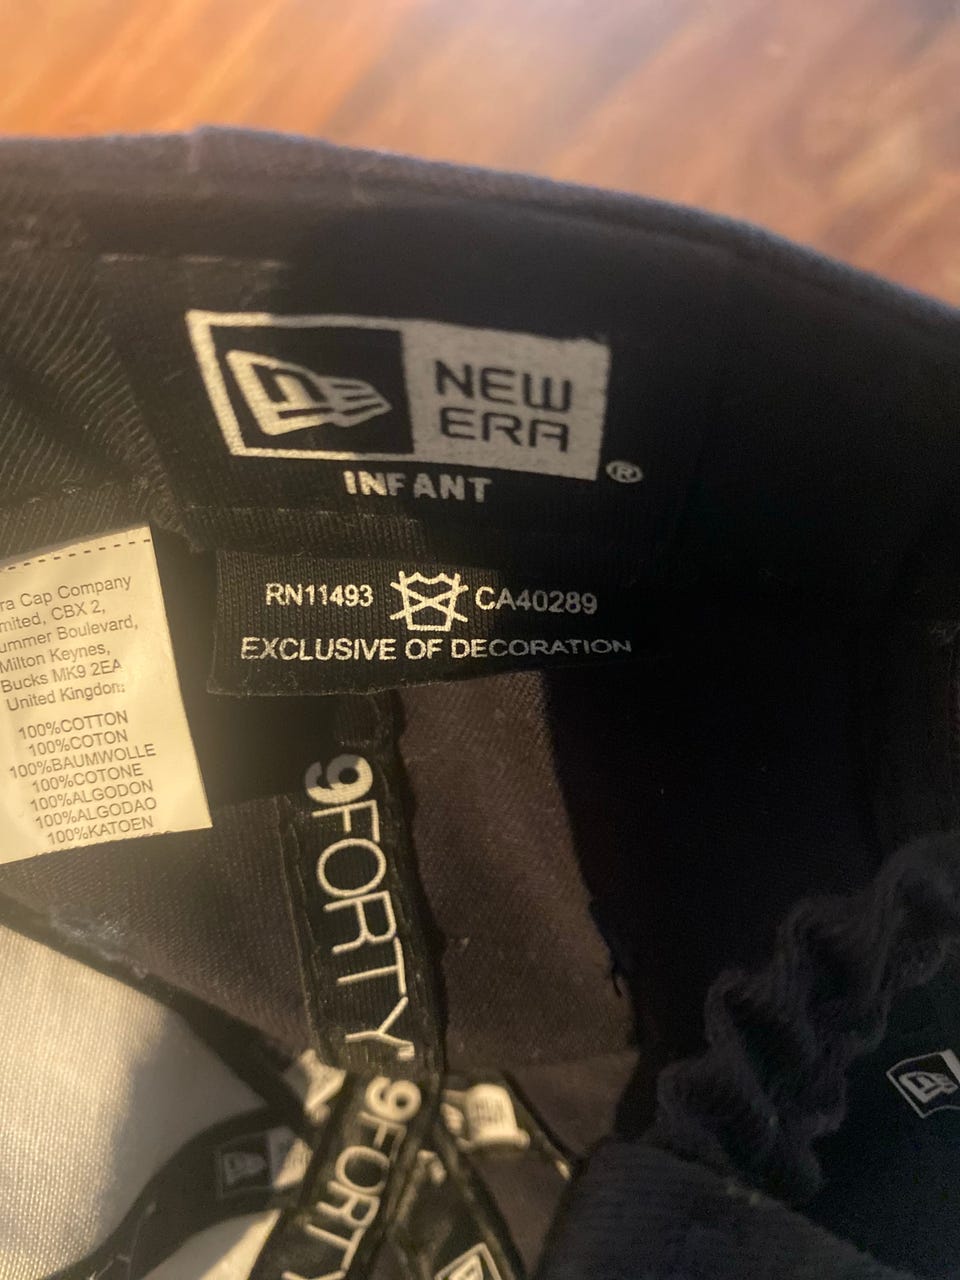 NEW
ERA
®
INFANT
RN11493 CA40289
EXCLUSIVE OF DECORATION
ra Cap Company
mited, CBX 2,
ummer Boulevard,
Milton Keynes,
Bucks MK9 2EA
United Kingdom
100%COTTON
100%COTON
100%BAUMWOLLE
100%COTONE
100%ALGODON
100%ALGODAO
100%KATOEN
9FORTY
9FORTY